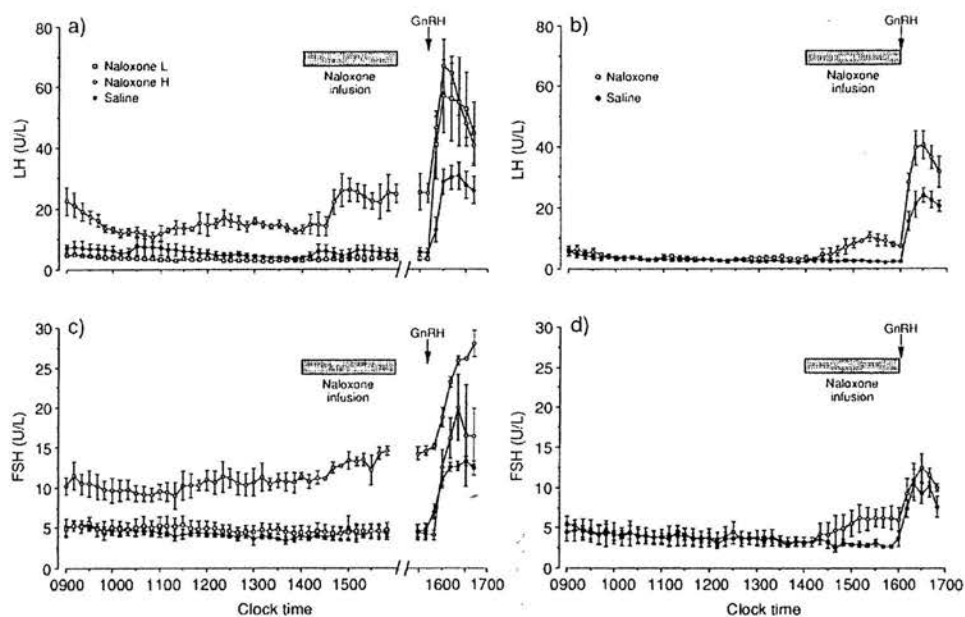 a)
GnRH
80
60
40
20
0
LH (U/L)
Naloxone L
Naloxone H
Saline
Naloxone
infusion
b)
GnRH
80
60
40
20
0
LH (U/L)
Naloxone
Saline
Naloxone
infusion
c)
GnRH
30
25
20
15
10
5
0
FSH (U/L)
Naloxone
infusion
0900 1000 1100 1200 1300 1400 1500 1600 1700
Clock time
d)
GnRH
30
25
20
15
10
5
0
FSH (U/L)
Naloxone
infusion
0900 1000 1100 1200 1300 1400 1500 1600 1700
Clock time